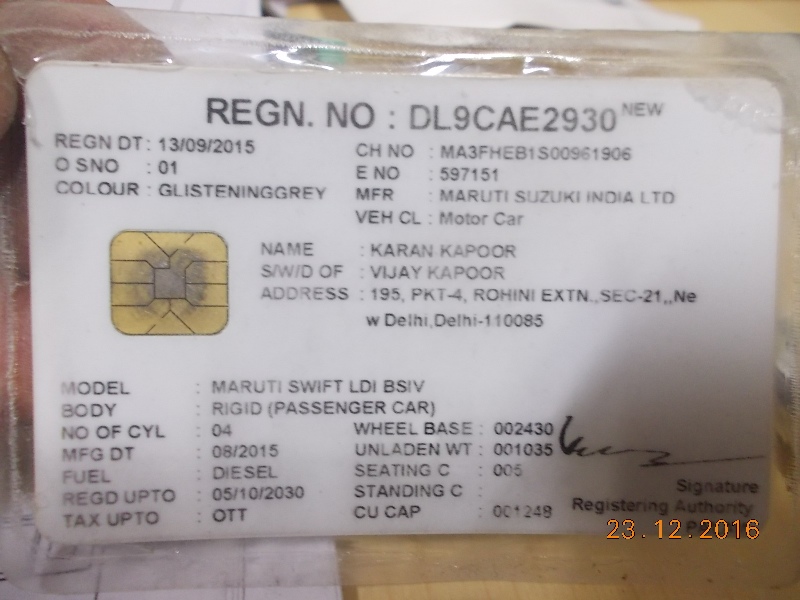 REGN. NO : DL9CAE2930 NEW
REGN DT : 13/09/2015
O SNO : 01
COLOUR : GLISTENINGGREY
CH NO : MA3FHEB1S00961906
E NO : 597151
MFR : MARUTI SUZUKI INDIA LTD
VEH CL : Motor Car
NAME : KARAN KAPOOR
S/W/D OF : VIJAY KAPOOR
ADDRESS : 195, PKT-4, ROHINI EXTN.,SEC-21,,Ne
w Delhi,Delhi-110085
MODEL : MARUTI SWIFT LDI BSIV
BODY : RIGID (PASSENGER CAR)
NO OF CYL : 04
MFG DT : 08/2015
FUEL : DIESEL
REGD UPTO : 05/10/2030
TAX UPTO : OTT
WHEEL BASE : 002430
UNLADEN WT : 001035
SEATING C : 005
STANDING C :
CU CAP : 001248
Signature
Registering Authority
23.12.2016